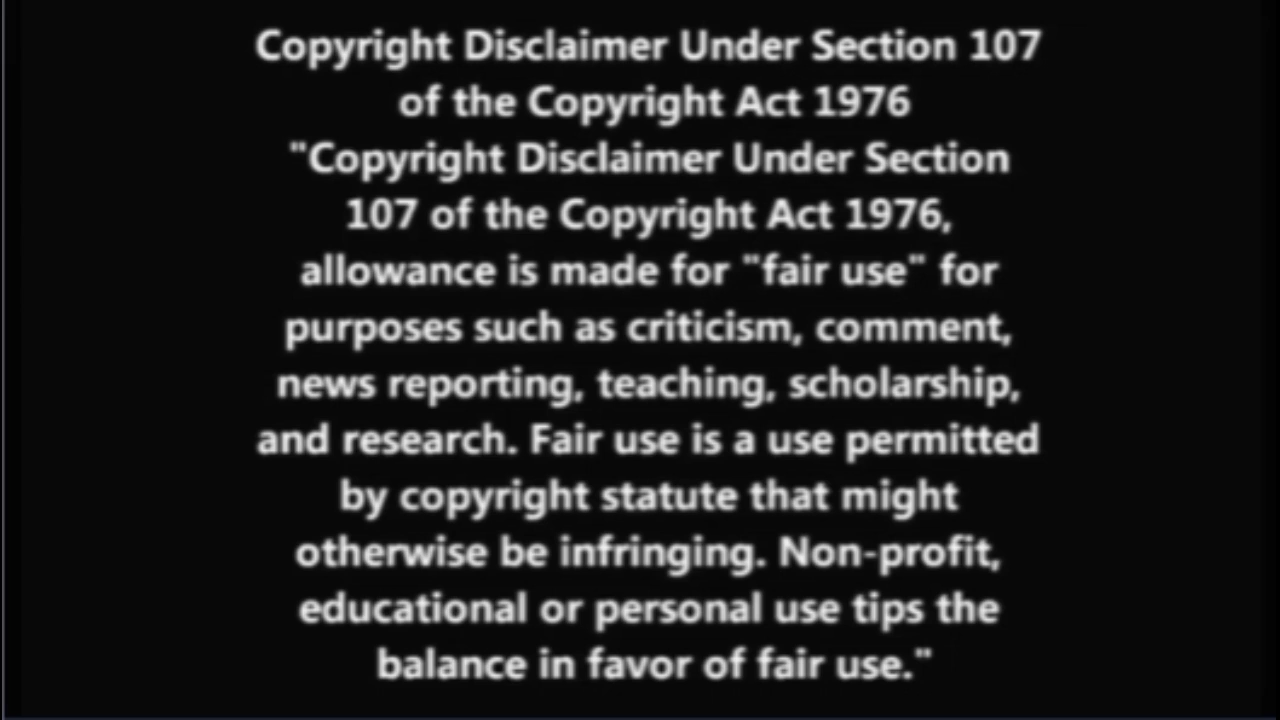 Copyright Disclaimer Under Section 107
of the Copyright Act 1976
"Copyright Disclaimer Under Section
107 of the Copyright Act 1976,
allowance is made for "fair use" for
purposes such as criticism, comment,
news reporting, teaching, scholarship,
and research. Fair use is a use permitted
by copyright statute that might
otherwise be infringing. Non-profit,
educational or personal use tips the
balance in favor of fair use."